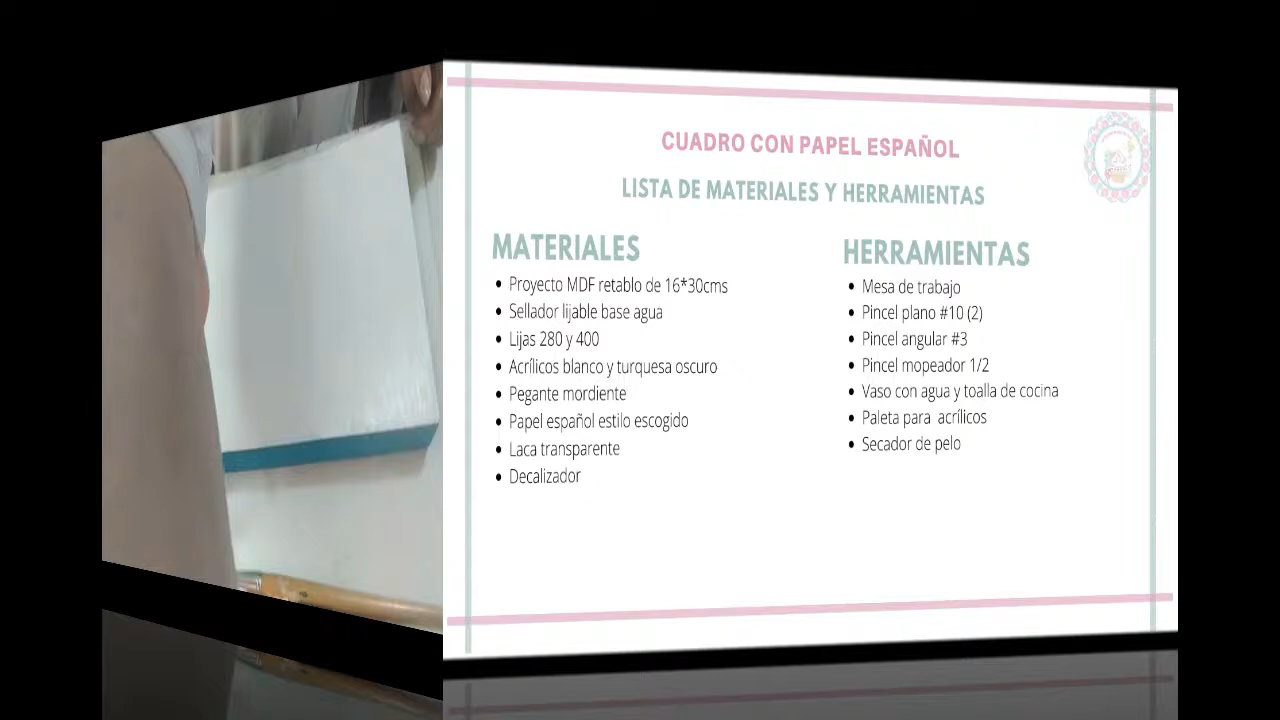 CUADRO CON PAPEL ESPAÑOL
LISTA DE MATERIALES Y HERRAMIENTAS
MATERIALES
Proyecto MDF retablo de 16*30cms
Sellador lijable base agua
Lijas 280 y 400
Acrílicos blanco y turquesa oscuro
Pegante mordiente
Papel español estilo escogido
Laca transparente
Decalizador
HERRAMIENTAS
Mesa de trabajo
Pincel plano #10 (2)
Pincel angular #3
Pincel mopeador 1/2
Vaso con agua y toalla de cocina
Paleta para acrílicos
Secador de pelo